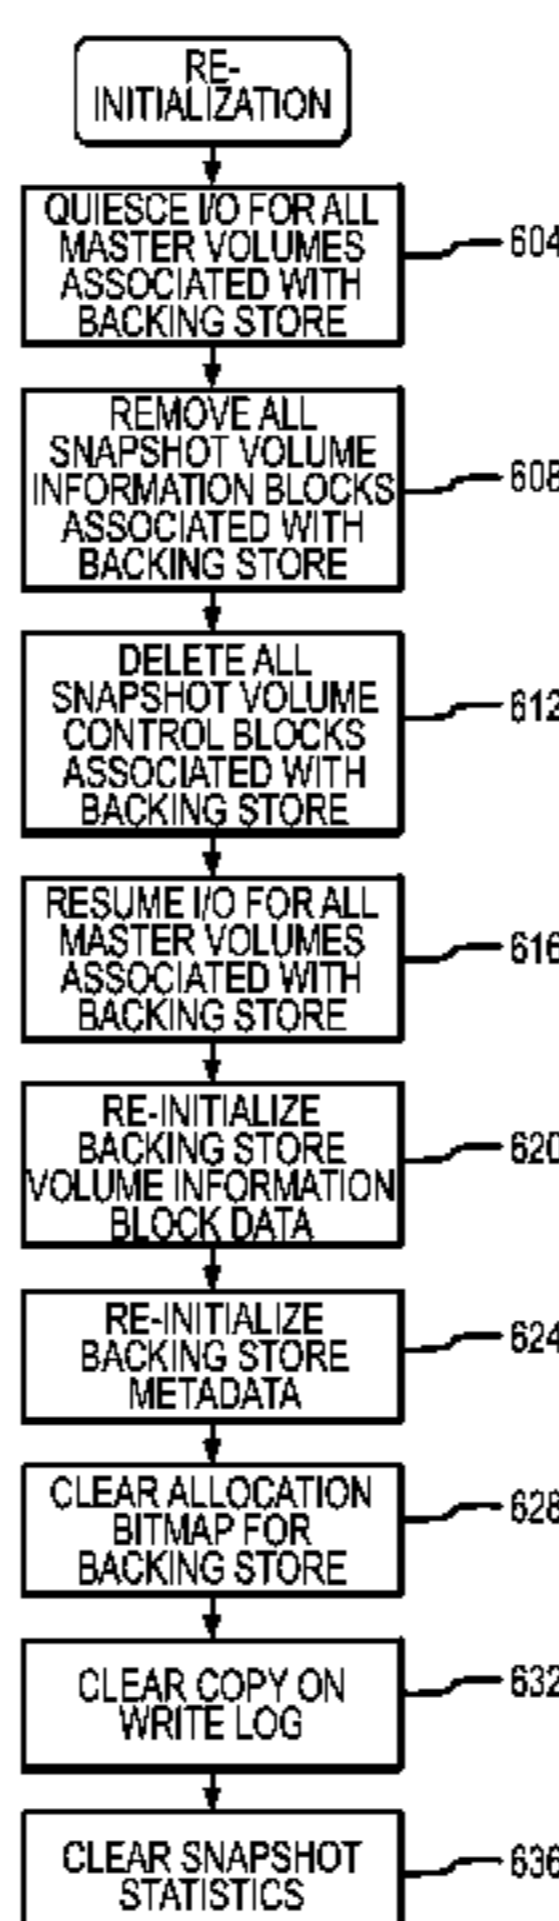 RE-
INITIALIZATION
QUIESCE I/O FOR ALL
MASTER VOLUMES
ASSOCIATED WITH
BACKING STORE
604
REMOVE ALL
SNAPSHOT VOLUME
INFORMATION BLOCKS
ASSOCIATED WITH
BACKING STORE
608
DELETE ALL
SNAPSHOT VOLUME
CONTROL BLOCKS
ASSOCIATED WITH
BACKING STORE
612
RESUME I/O FOR ALL
MASTER VOLUMES
ASSOCIATED WITH
BACKING STORE
616
RE-INITIALIZE
BACKING STORE
VOLUME INFORMATION
BLOCK DATA
620
RE-INITIALIZE
BACKING STORE
METADATA
624
CLEAR ALLOCATION
BITMAP FOR
BACKING STORE
628
CLEAR COPY ON
WRITE LOG
632
CLEAR SNAPSHOT
STATISTICS
636